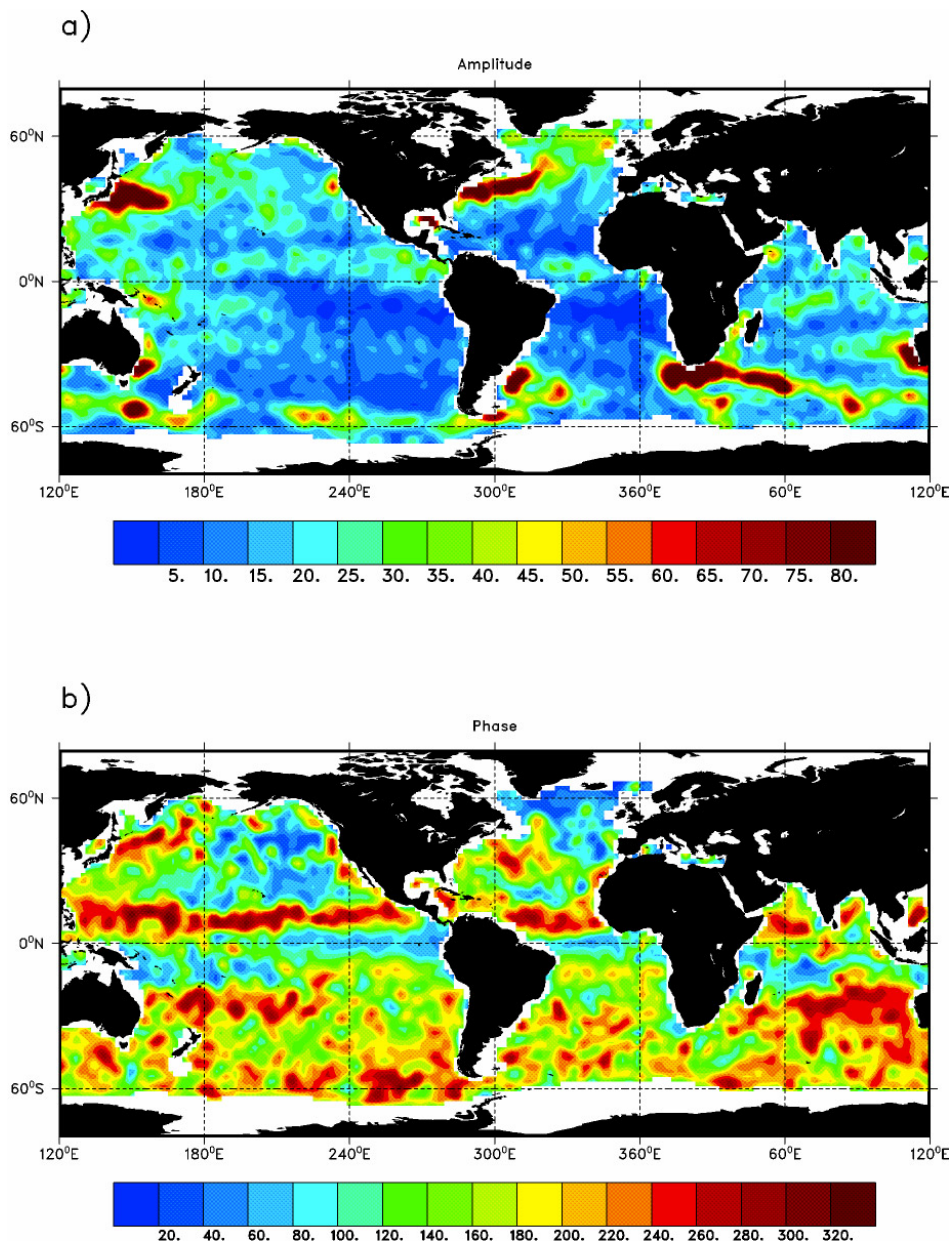 a)
Amplitude
60⁰N
0⁰N
60⁰S
120⁰E 180⁰E 240⁰E 300⁰E 360⁰E 60⁰E 120⁰E
5. 10. 15. 20. 25. 30. 35. 40. 45. 50. 55. 60. 65. 70. 75. 80.
b)
Phase
60⁰N
0⁰N
60⁰S
120⁰E 180⁰E 240⁰E 300⁰E 360⁰E 60⁰E 120⁰E
20. 40. 60. 80. 100. 120. 140. 160. 180. 200. 220. 240. 260. 280. 300. 320.